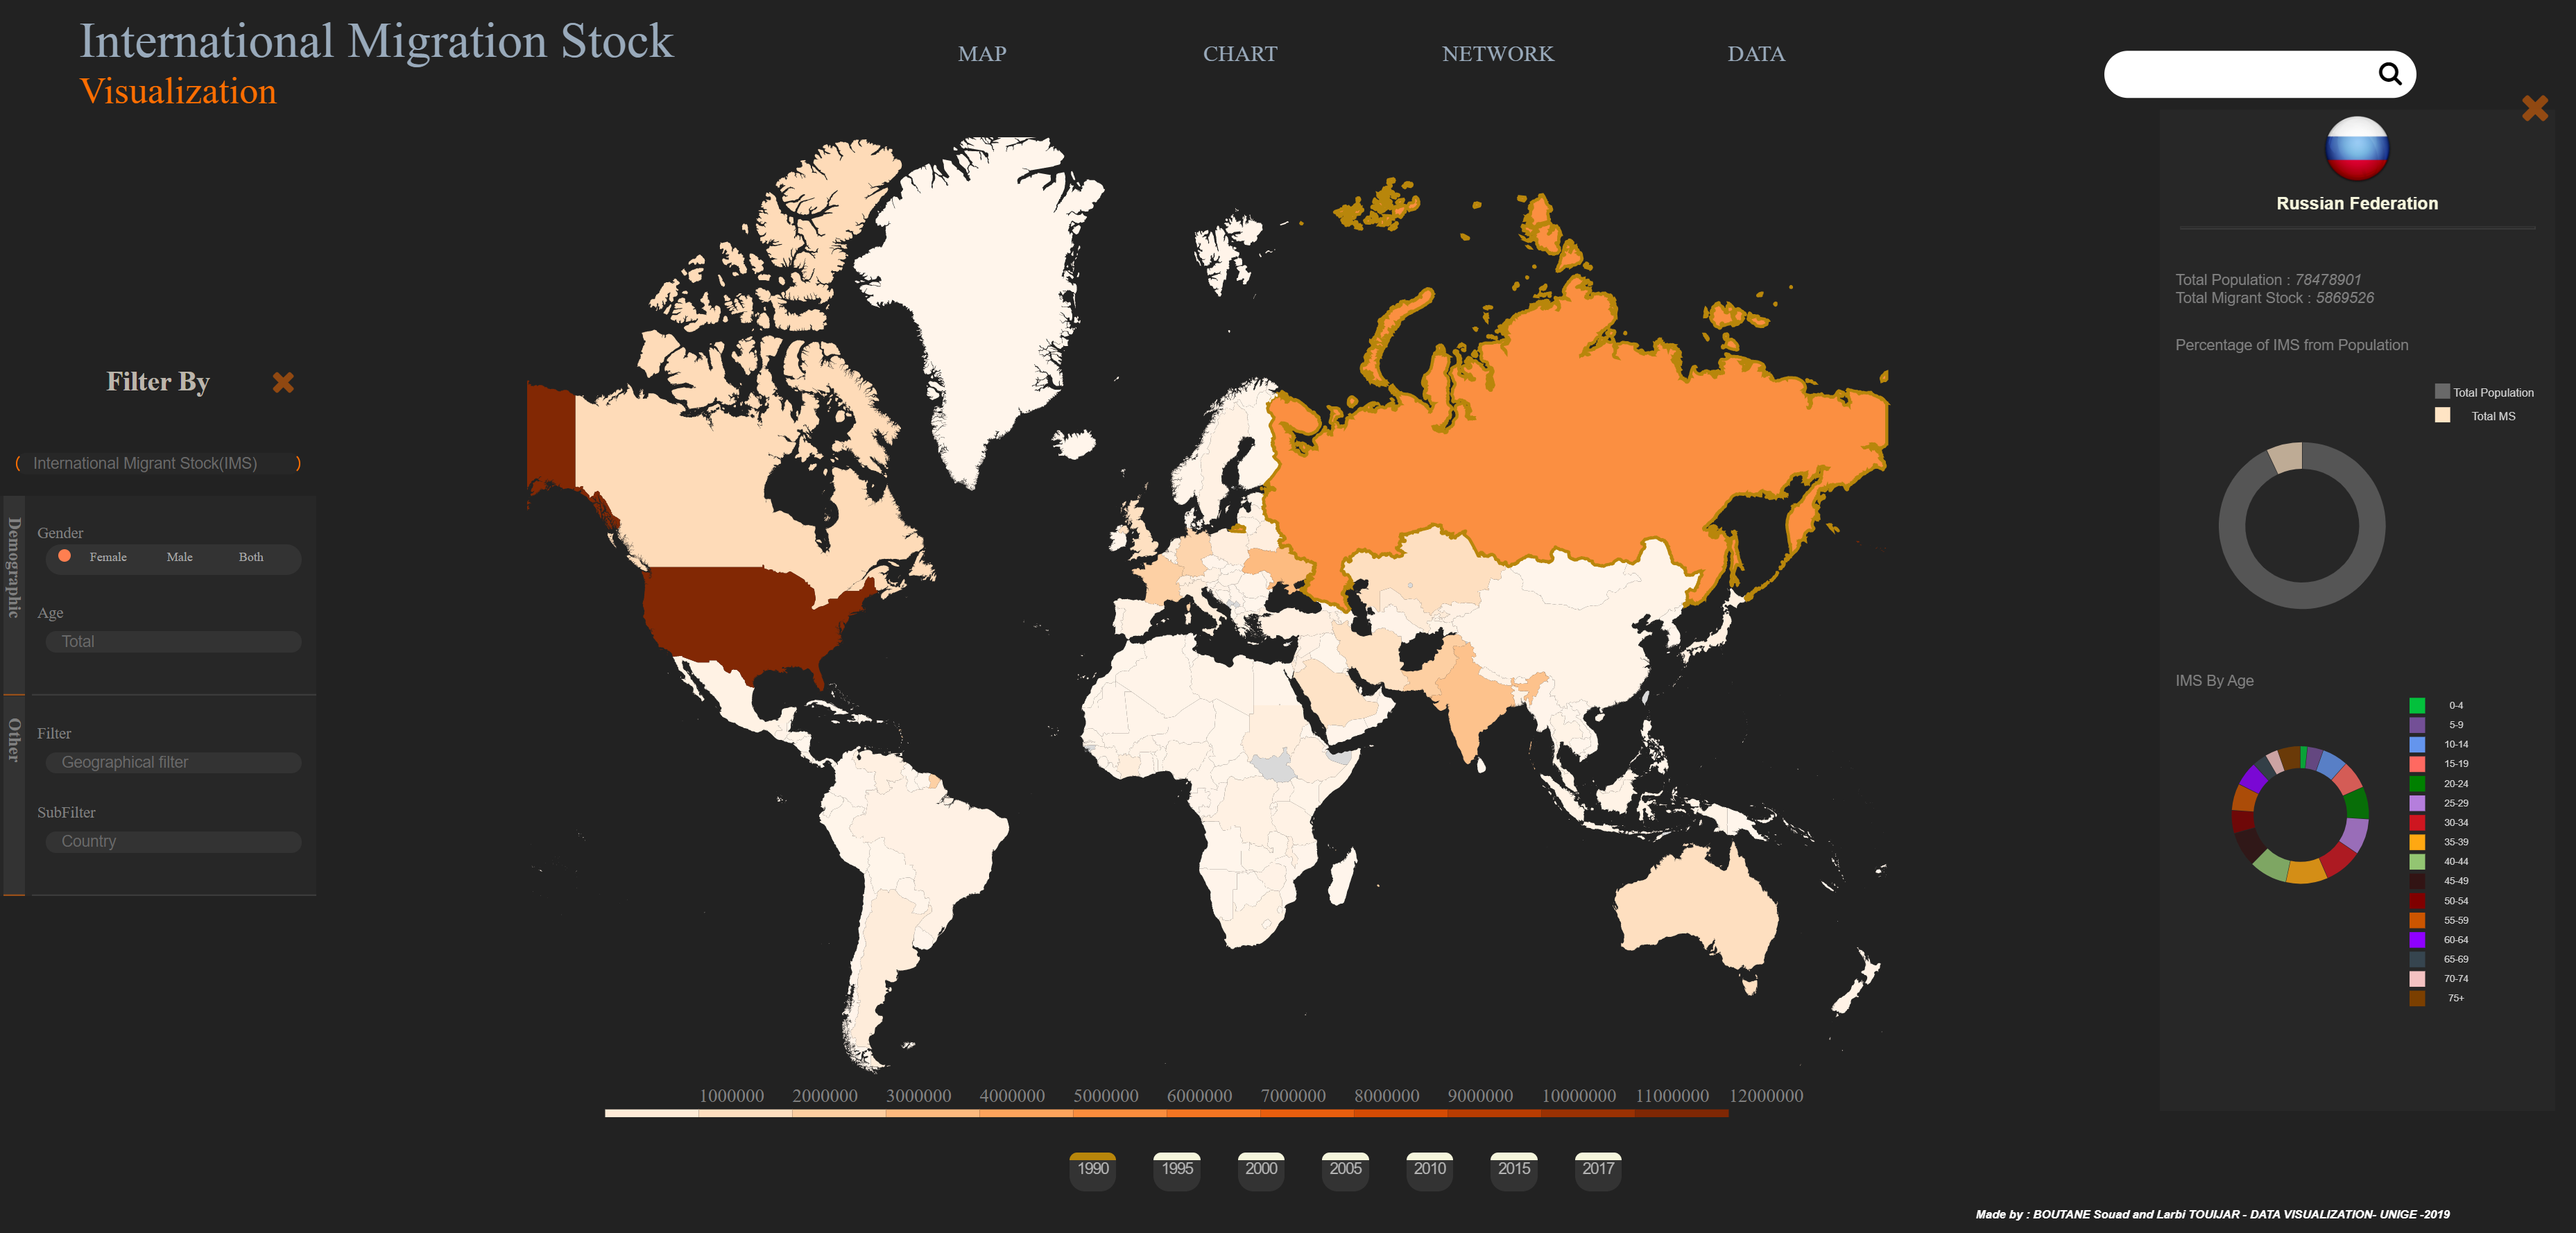 International Migration Stock
Visualization
MAP
CHART
NETWORK
DATA
Filter By
( International Migrant Stock(IMS) )
Demographic
Gender
Female
Male
Both
Age
Total
Other
Filter
Geographical filter
SubFilter
Country
1000000
2000000
3000000
4000000
5000000
6000000
7000000
8000000
9000000
10000000
11000000
12000000
1990
1995
2000
2005
2010
2015
2017
Russian Federation
Total Population : 78478901
Total Migrant Stock : 5869526
Percentage of IMS from Population
Total Population
Total MS
IMS By Age
0-4
5-9
10-14
15-19
20-24
25-29
30-34
35-39
40-44
45-49
50-54
55-59
60-64
65-69
70-74
75+
Made by : BOUTANE Souad and Larbi TOUIJAR - DATA VISUALIZATION- UNIGE -2019